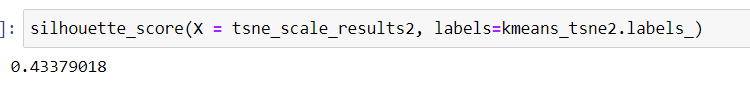 ]: silhouette_score(X = tsne_scale_results2, labels=kmeans_tsne2.labels_)
0.43379018